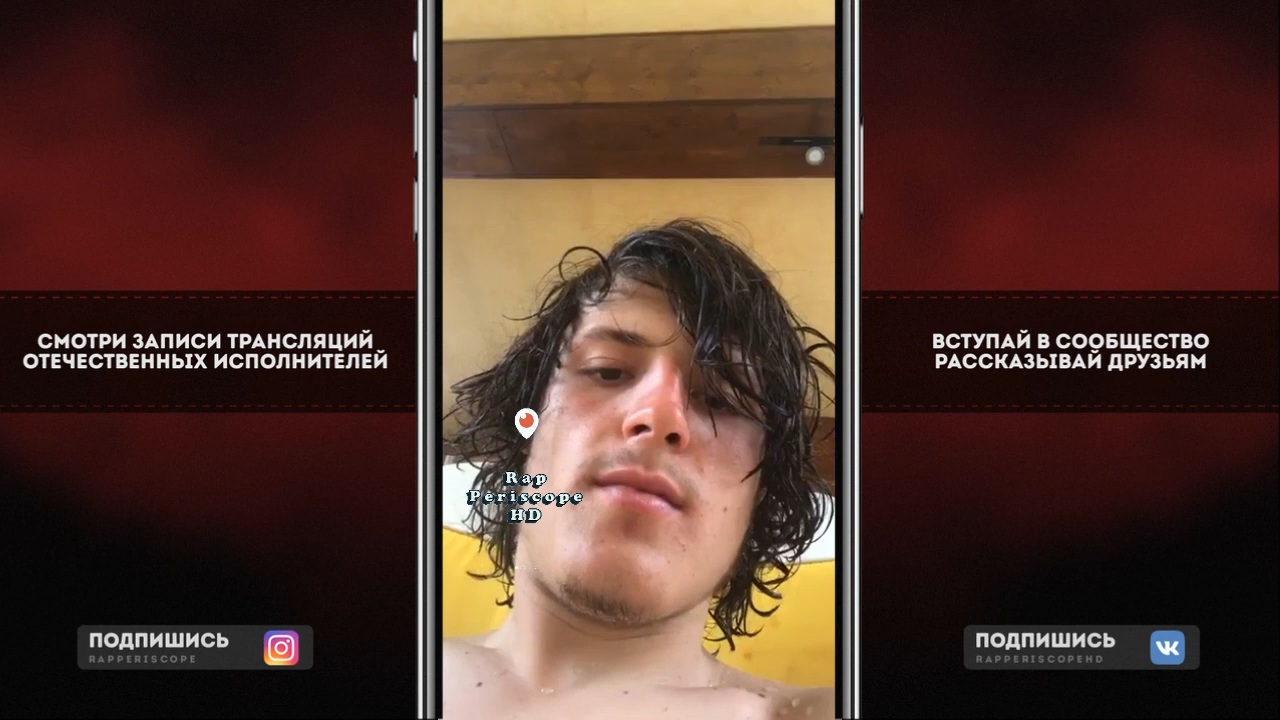 СМОТРИ ЗАПИСИ ТРАНСЛЯЦИЙ
ОТЕЧЕСТВЕННЫХ ИСПОЛНИТЕЛЕЙ
ПОДПИШИСЬ
RAPPERISCOPE
Rap
Periscope
HD
ВСТУПАЙ В СООБЩЕСТВО
РАССКАЗЫВАЙ ДРУЗЬЯМ
ПОДПИШИСЬ
RAPPERISCOPEHD